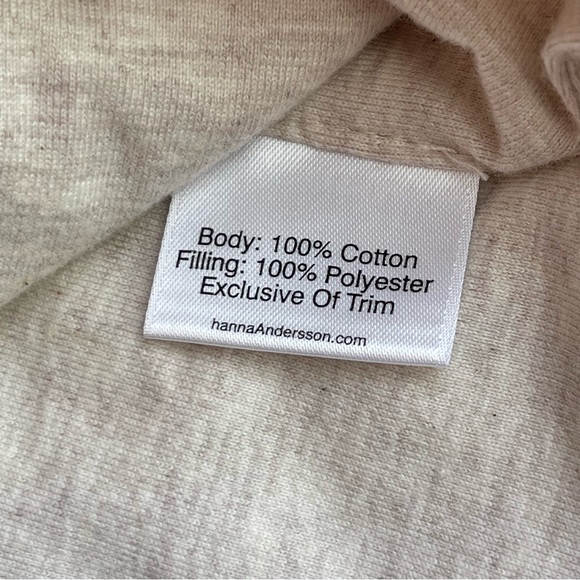 Body: 100% Cotton
Filling: 100% Polyester
Exclusive Of Trim
hannaAndersson.com